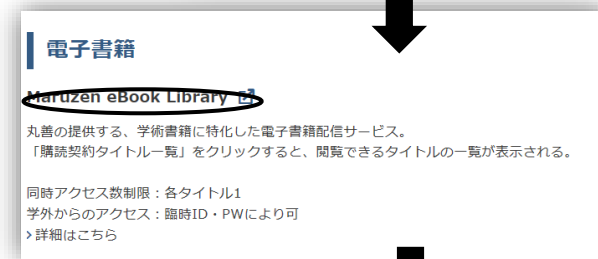 電子書籍
Maruzen eBook Library
丸善の提供する、学術書籍に特化した電子書籍配信サービス。
「購読契約タイトル一覧」をクリックすると、閲覧できるタイトルの一覧が表示される。
同時アクセス数制限：各タイトル1
学外からのアクセス：臨時ID・PWにより可
›詳細はこちら